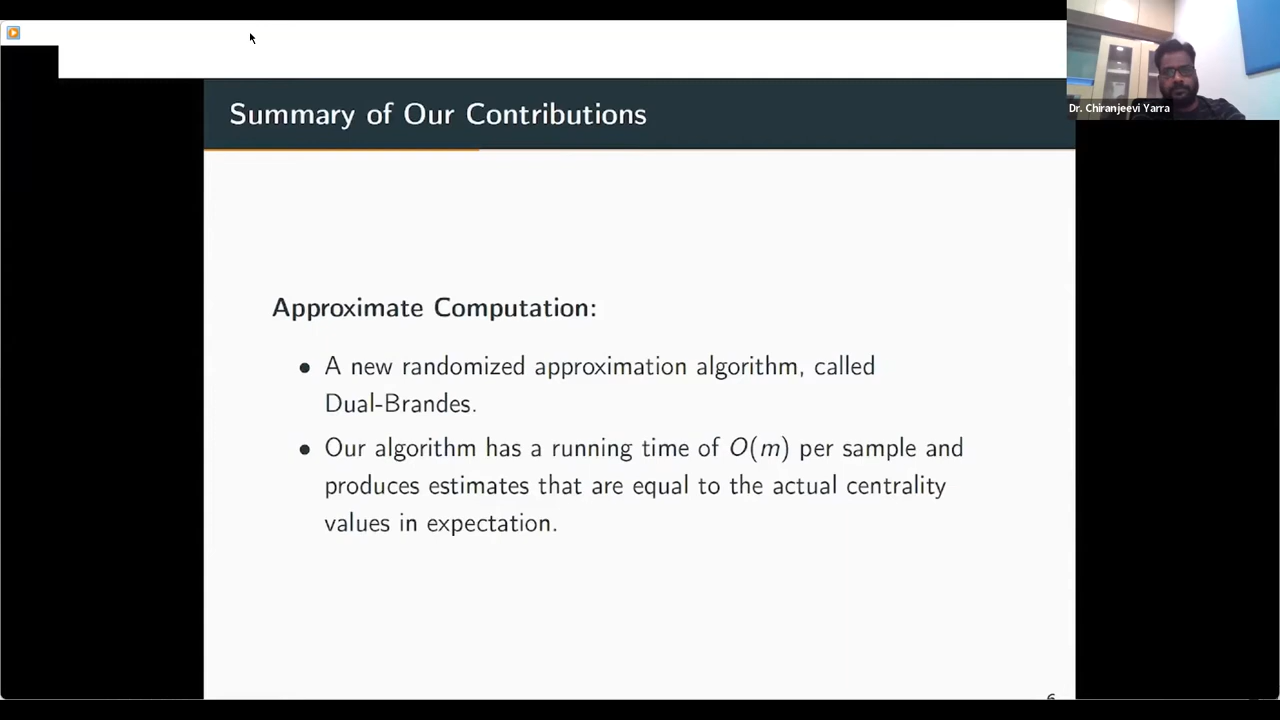 Summary of Our Contributions
Dr. Chiranjeevi Yarra
Approximate Computation:
• A new randomized approximation algorithm, called
Dual-Brandes.
• Our algorithm has a running time of O(m) per sample and
produces estimates that are equal to the actual centrality
values in expectation.
6